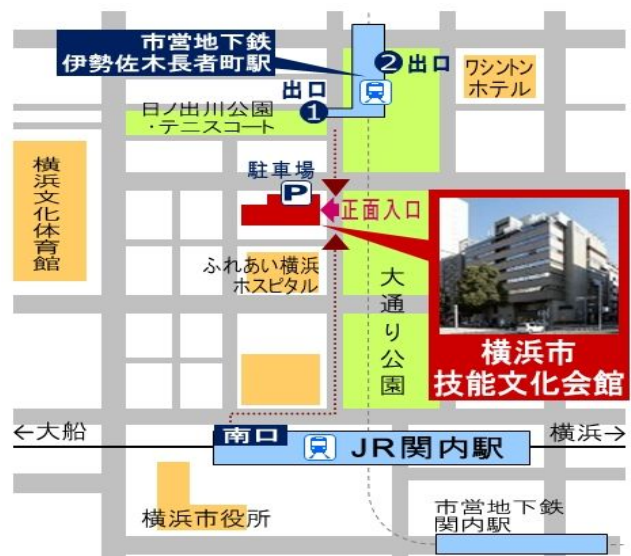 市営地下鉄
伊勢佐木長者町駅
❷出口
ワシントン
ホテル
出口
❶
日ノ出川公園
・テニスコート
駐車場
P
正面入口
横浜文化体育館
ふれあい横浜
ホスピタル
大通り公園
横浜市
技能文化会館
←大船
南口
JR関内駅
横浜→
横浜市役所
市営地下鉄
関内駅